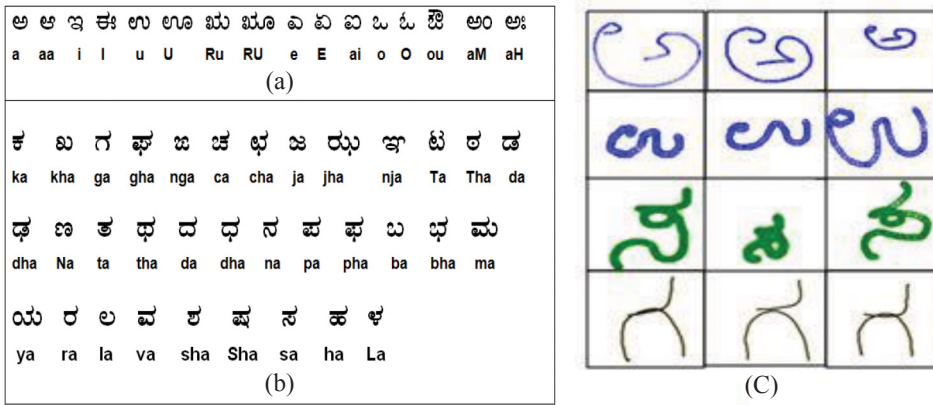 ಅ ಆ ಇ ಈ ಉ ಊ ಋ ೠ ಎ ಏ ಐ ಒ ಓ ಔ ಅಂ ಅಃ
a aa i I u U Ru RU e E ai o O ou aM aH
(a)
ಕ ಖ ಗ ಘ ಙ ಚ ಛ ಜ ಝ ಞ ಟ ಠ ಡ
ka kha ga gha nga ca cha ja jha nja Ta Tha da
ಢ ಣ ತ ಥ ದ ಧ ನ ಪ ಫ ಬ ಭ ಮ
dha Na ta tha da dha na pa pha ba bha ma
ಯ ರ ಲ ವ ಶ ಷ ಸ ಹ ಳ
ya ra la va sha Sha sa ha La
(b)
ಅ ಅ ಅ
ಉ ಉ ಉ
ಸ ಸ ಸ
(C)